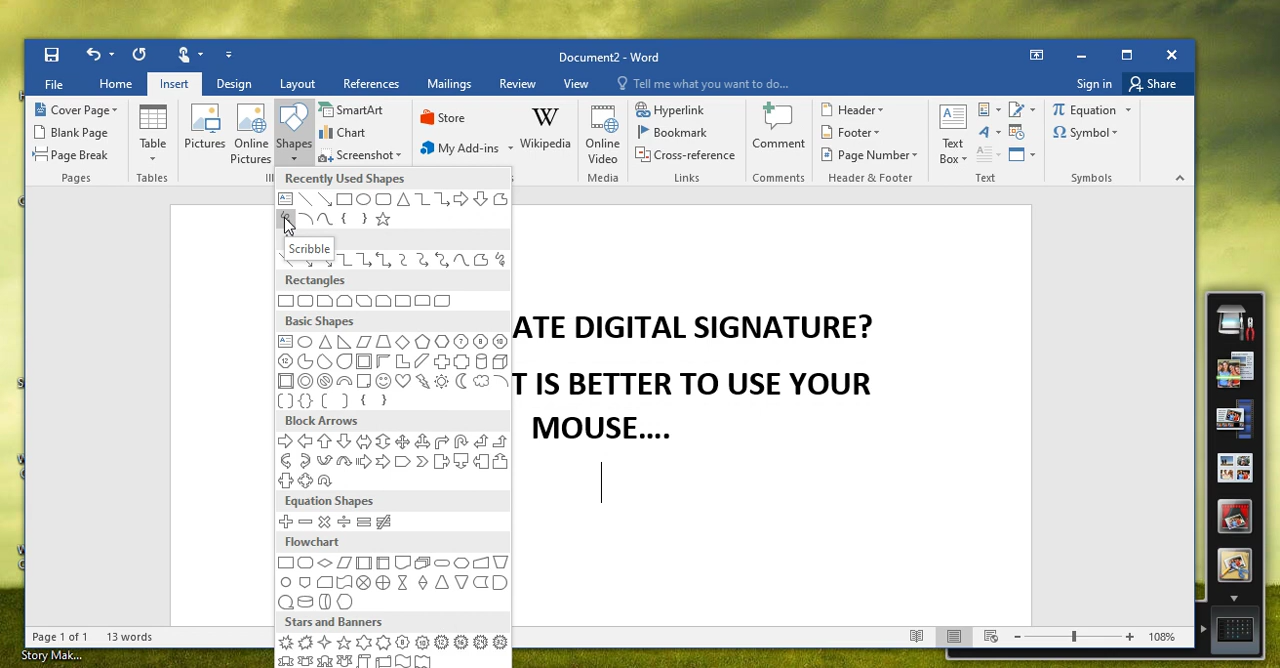 Document2 - Word
File Home Insert Design Layout References Mailings Review View Tell me what you want to do... Sign in Share
Cover Page
Blank Page
Page Break
Pages
Table
Tables
Pictures
Online Pictures
Shapes
SmartArt
Chart
Screenshot
Store
My Add-ins
Wikipedia
Online Video
Media
Hyperlink
Bookmark
Cross-reference
Links
Comment
Comments
Header
Footer
Page Number
Header & Footer
Text Box
Text
Equation
Symbol
Symbols
Recently Used Shapes
Scribble
Rectangles
Basic Shapes
Block Arrows
Equation Shapes
Flowchart
Stars and Banners
ATE DIGITAL SIGNATURE?
T IS BETTER TO USE YOUR
MOUSE....
Page 1 of 1 13 words
108%
Story Mak...